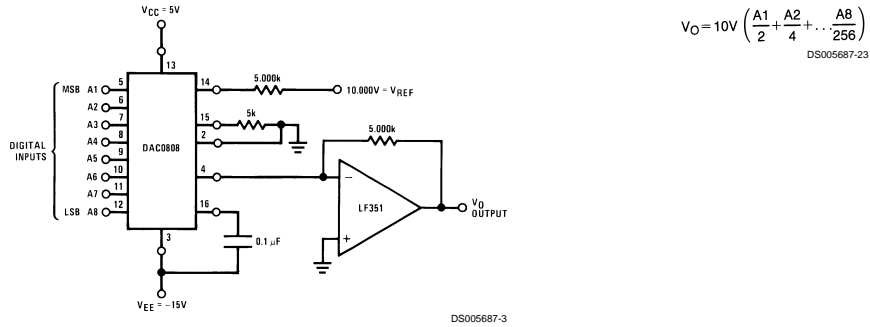 V_CC = 5V
13
MSB A1 5
A2 6
A3 7
A4 8
A5 9
A6 10
A7 11
LSB A8 12
DIGITAL
INPUTS
DAC0808
14
5.000k
10.000V = V_REF
15
5k
2
4
16
0.1 μF
3
V_EE = −15V
5.000k
−
LF351
+
V_O
OUTPUT
DS005687-3
V_O = 10V (A1/2 + A2/4 + . . . A8/256)
DS005687-23